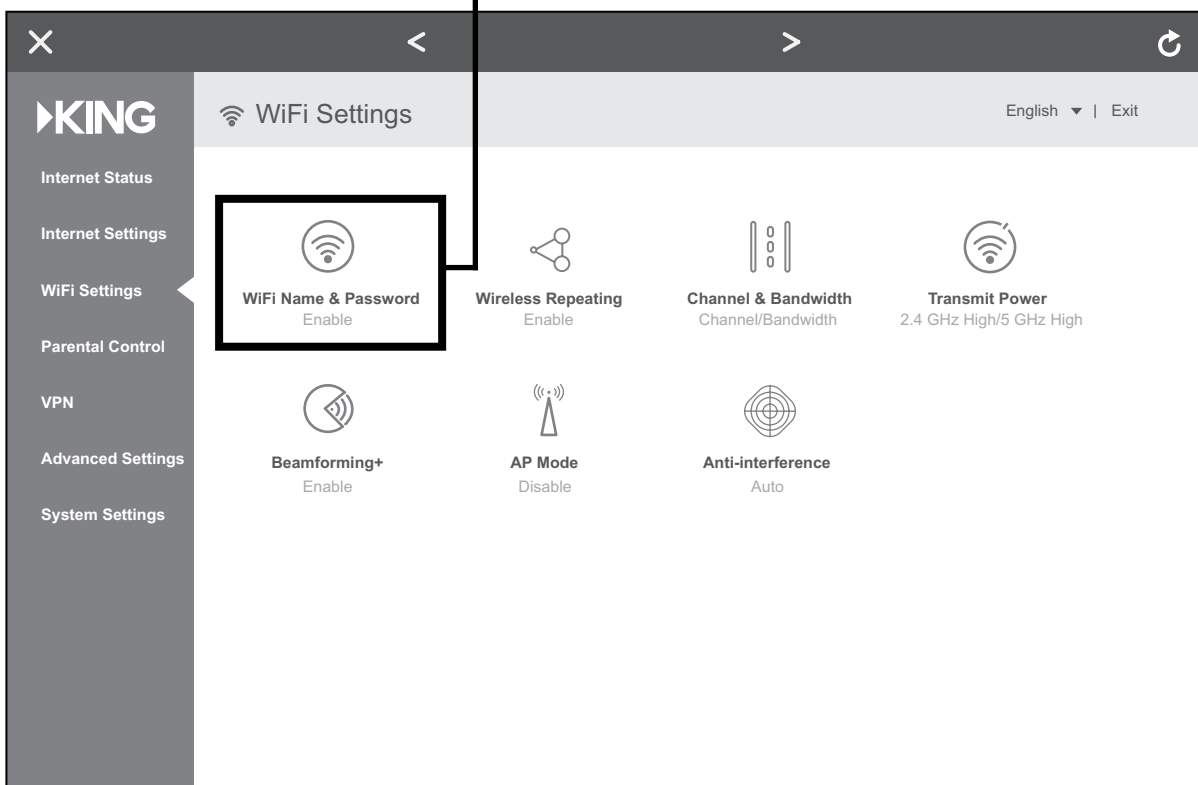 KING
WiFi Settings
English | Exit
Internet Status
Internet Settings
WiFi Settings
Parental Control
VPN
Advanced Settings
System Settings
WiFi Name & Password
Enable
Wireless Repeating
Enable
Channel & Bandwidth
Channel/Bandwidth
Transmit Power
2.4 GHz High/5 GHz High
Beamforming+
Enable
AP Mode
Disable
Anti-interference
Auto